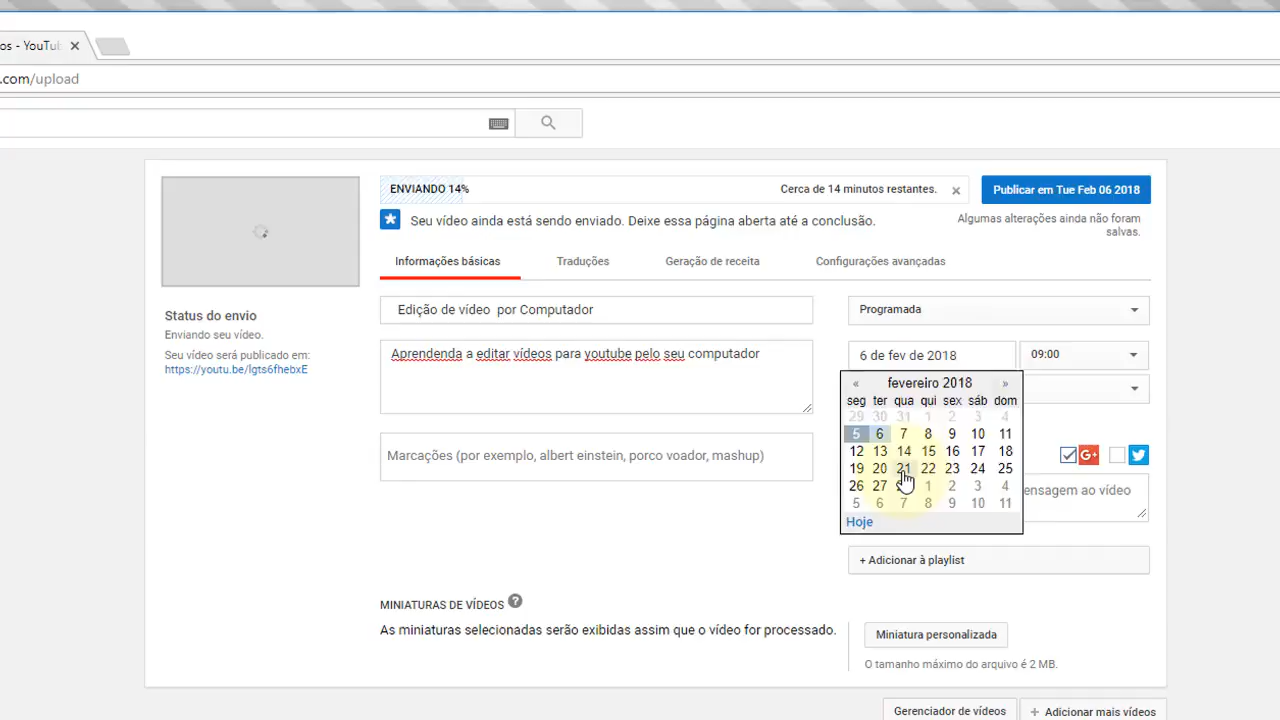 os - YouTub
.com/upload
ENVIANDO 14%
Cerca de 14 minutos restantes.
Publicar em Tue Feb 06 2018
Seu vídeo ainda está sendo enviado. Deixe essa página aberta até a conclusão.
Algumas alterações ainda não foram
salvas.
Informações básicas
Traduções
Geração de receita
Configurações avançadas
Status do envio
Enviando seu vídeo.
Seu vídeo será publicado em:
https://youtu.be/lgts6fhebxE
Edição de vídeo por Computador
Aprendenda a editar vídeos para youtube pelo seu computador
Marcações (por exemplo, albert einstein, porco voador, mashup)
Programada
6 de fev de 2018
09:00
« fevereiro 2018 »
seg ter qua qui sex sáb dom
29 30 31 1 2 3 4
5 6 7 8 9 10 11
12 13 14 15 16 17 18
19 20 21 22 23 24 25
26 27 1 2 3 4
5 6 7 8 9 10 11
Hoje
G+
ensagem ao vídeo
+ Adicionar à playlist
MINIATURAS DE VÍDEOS ?
As miniaturas selecionadas serão exibidas assim que o vídeo for processado.
Miniatura personalizada
O tamanho máximo do arquivo é 2 MB.
Gerenciador de vídeos
+ Adicionar mais vídeos